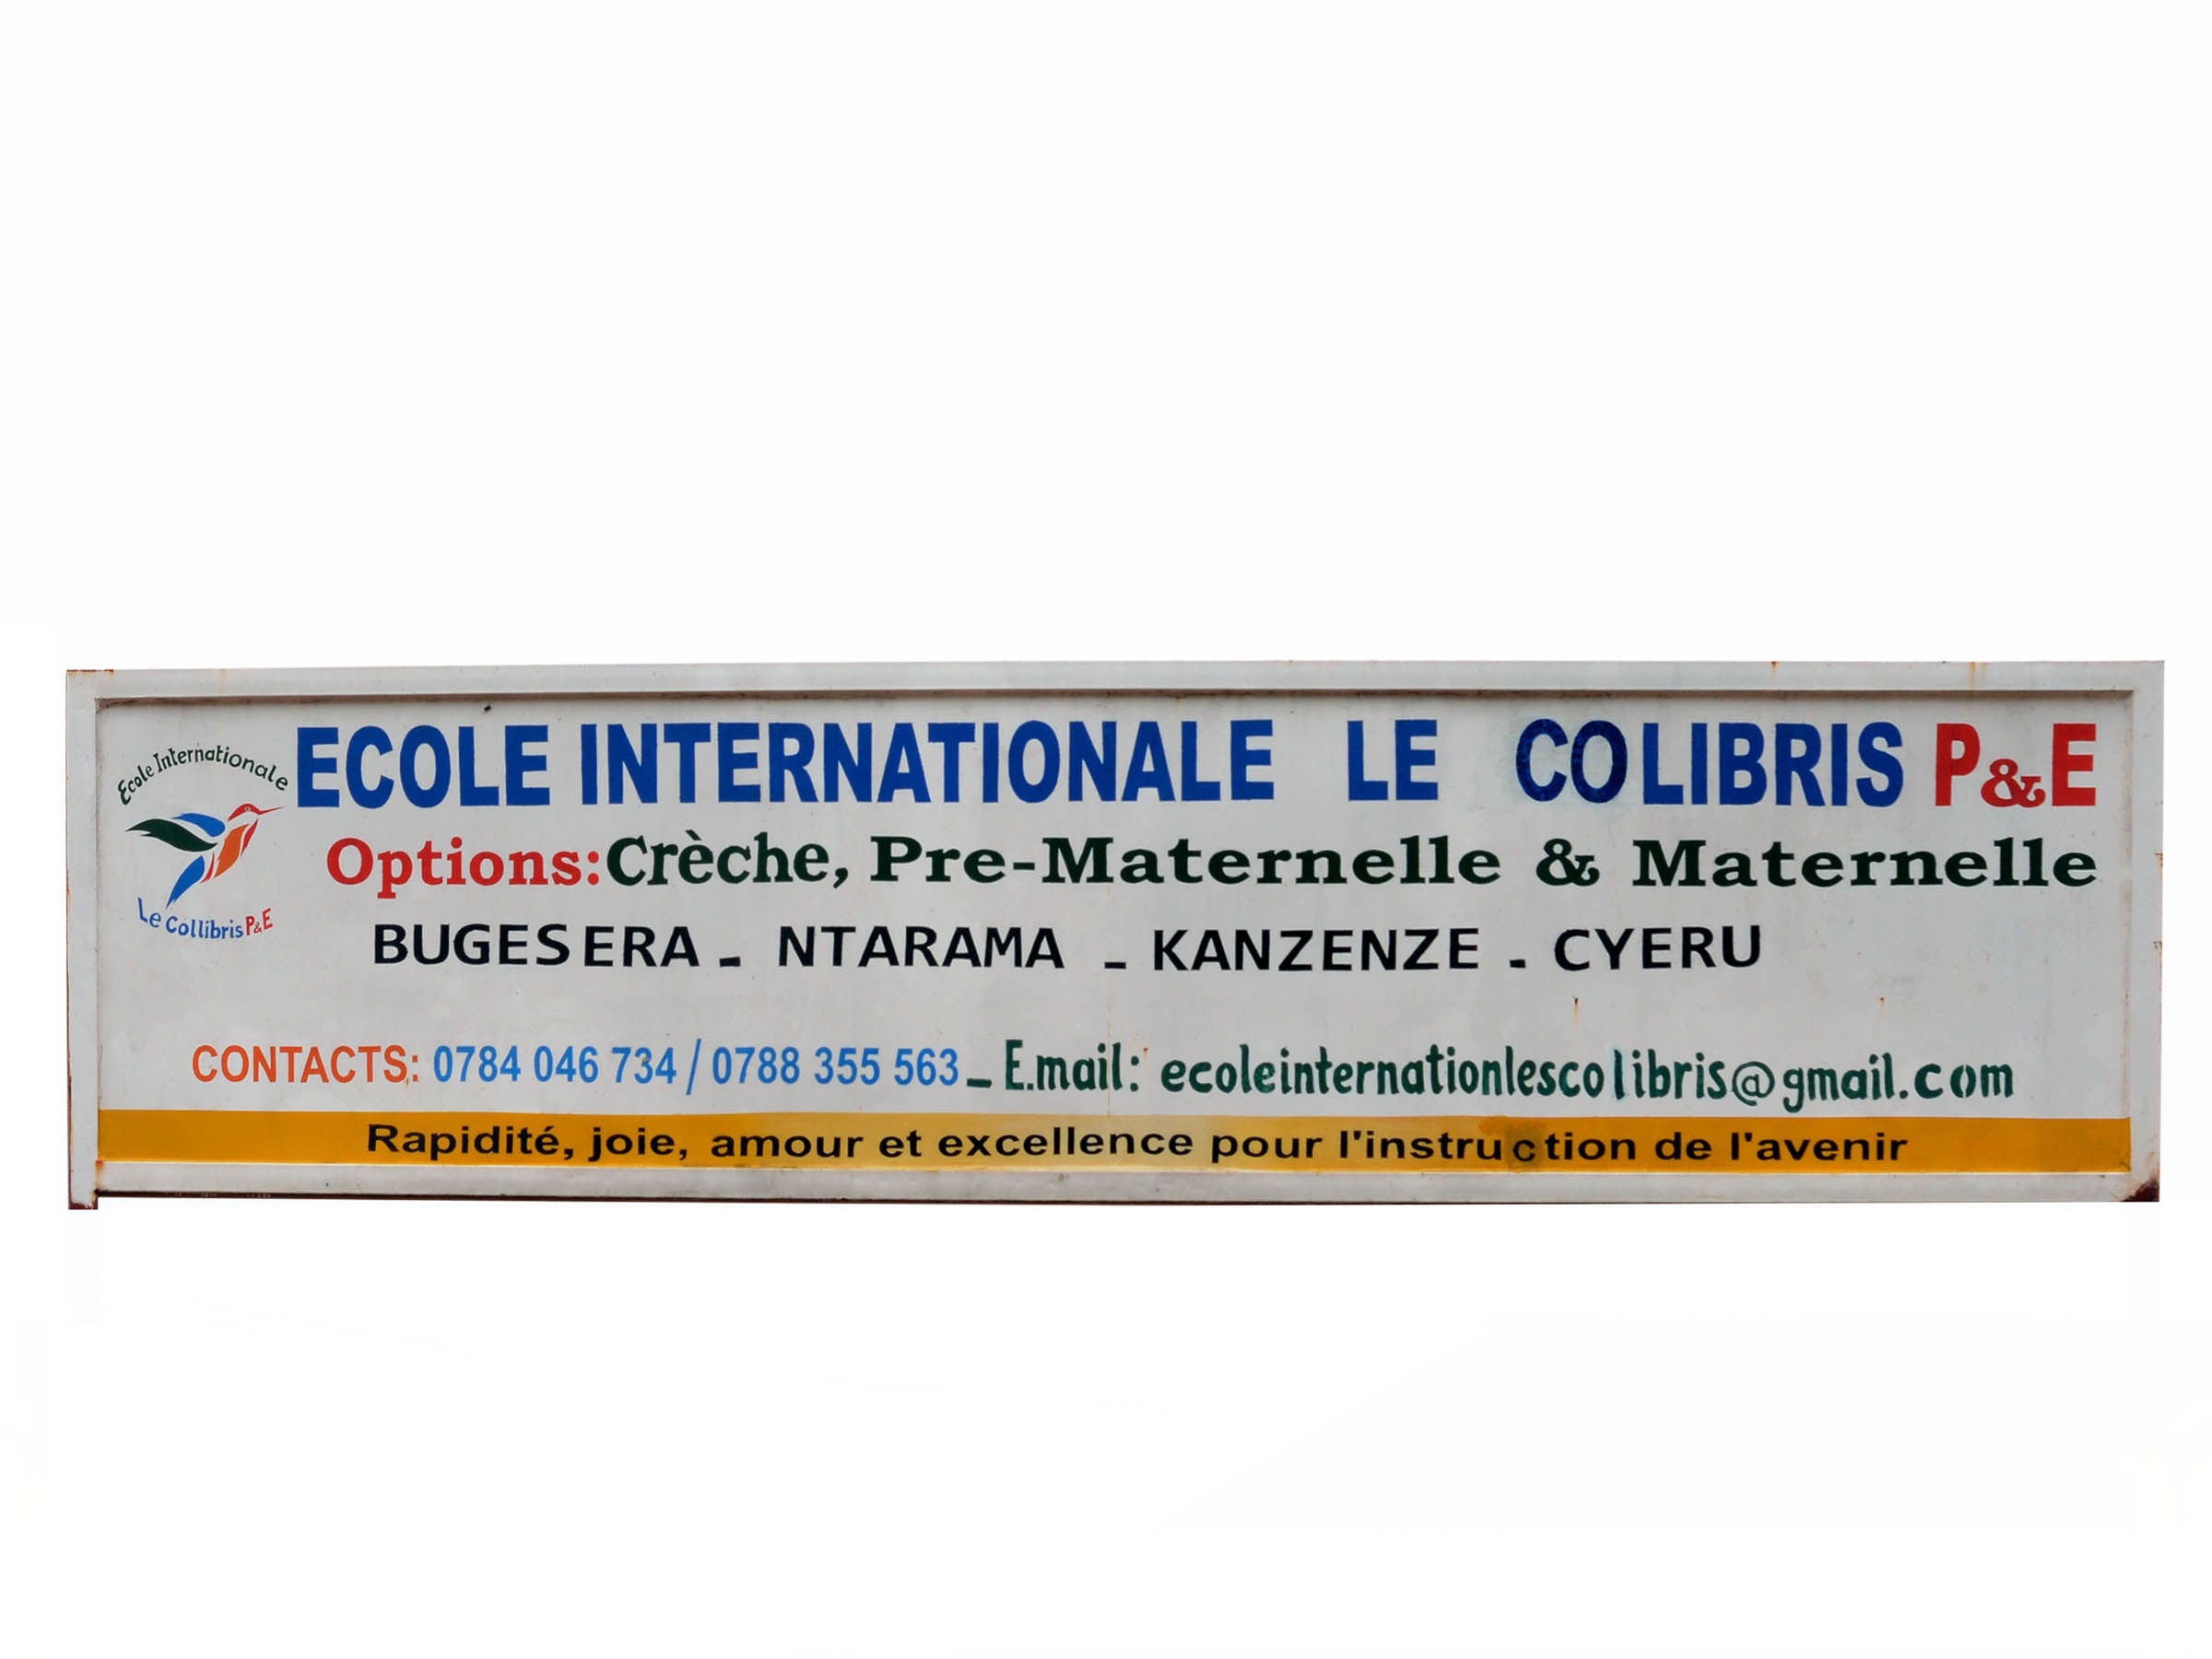 Ecole Internationale
Le Collibris P&E
ECOLE INTERNATIONALE LE COLIBRIS P&E
Options: Crèche, Pre-Maternelle & Maternelle
BUGESERA - NTARAMA - KANZENZE - CYERU
CONTACTS: 0784 046 734 / 0788 355 563 - E.mail: ecoleinternationlescolibris@gmail.com
Rapidité, joie, amour et excellence pour l'instruction de l'avenir